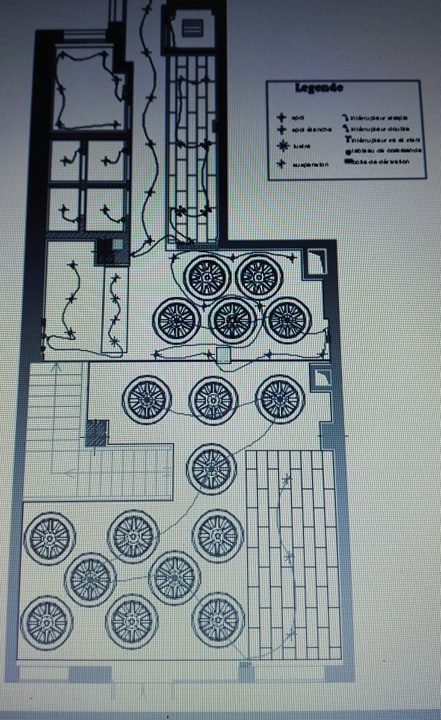 Legende
spot
spot étanche
lustre
suspension
interrupteur simple
interrupteur double
interrupteur va et vient
tableau de commande
boite de dérivation